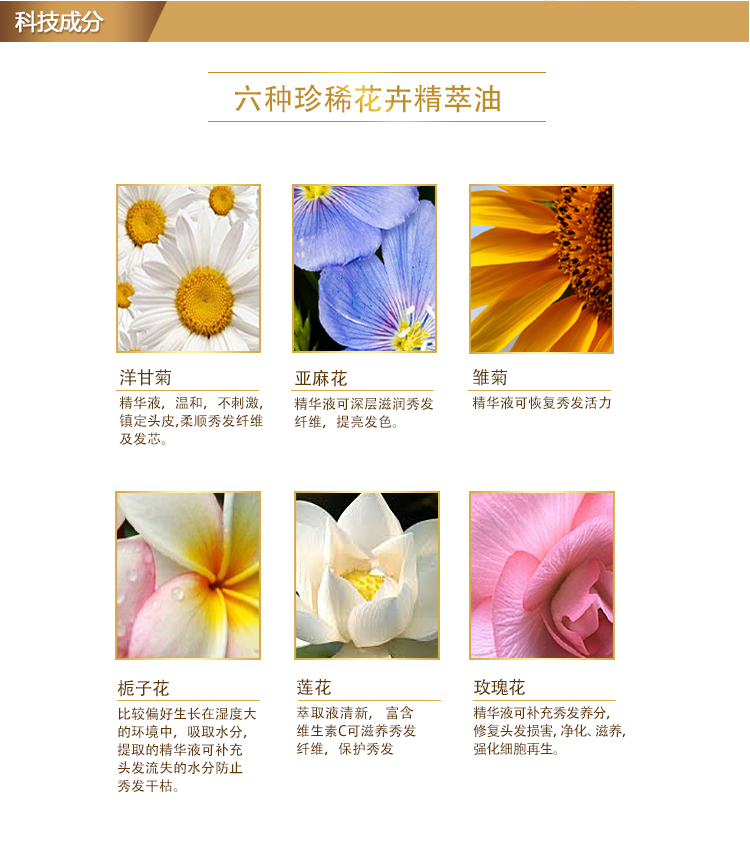 科技成分
六种珍稀花卉精萃油
洋甘菊
精华液，温和，不刺激,
镇定头皮,柔顺秀发纤维
及发芯。
亚麻花
精华液可深层滋润秀发
纤维，提亮发色。
雏菊
精华液可恢复秀发活力
栀子花
比较偏好生长在湿度大
的环境中，吸取水分，
提取的精华液可补充
头发流失的水分防止
秀发干枯。
莲花
萃取液清新， 富含
维生素C可滋养秀发
纤维，保护秀发
玫瑰花
精华液可补充秀发养分，
修复头发损害,净化、滋养,
强化细胞再生。